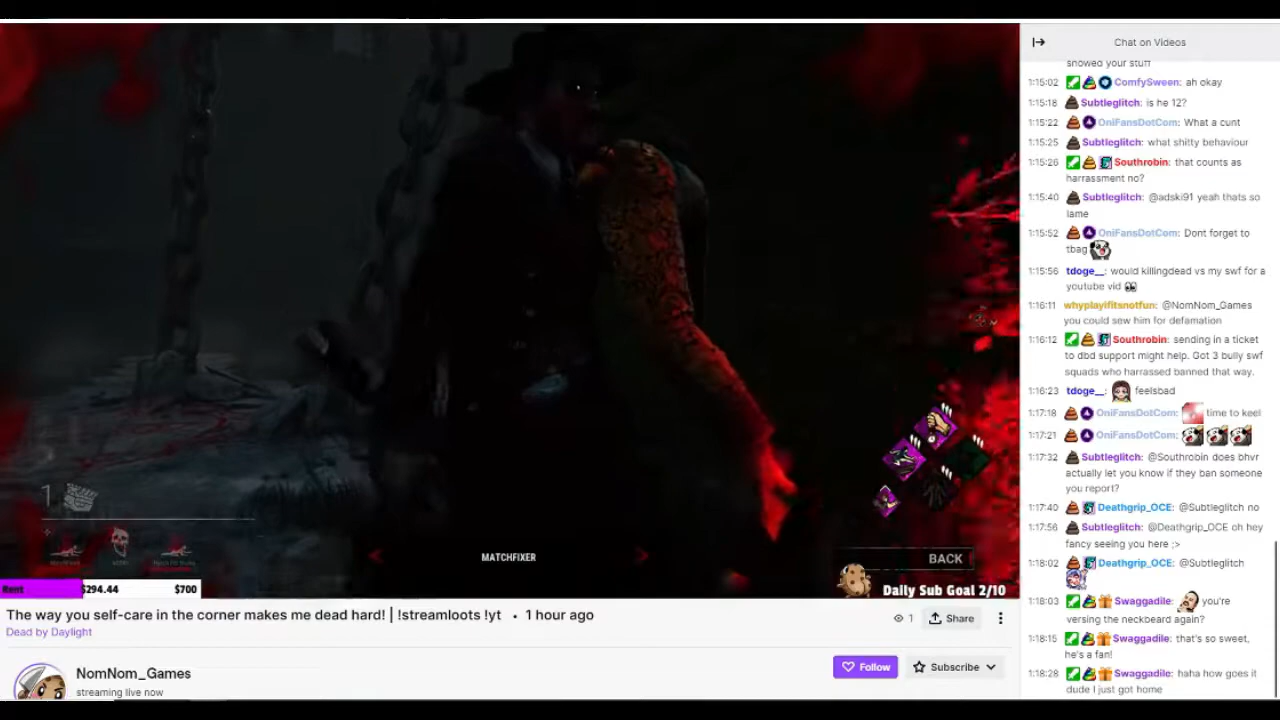 Chat on Videos
showed your stuff
1:15:02 ComfySween: ah okay
1:15:18 Subtleglitch: is he 12?
1:15:22 OniFansDotCom: What a cunt
1:15:25 Subtleglitch: what shitty behaviour
1:15:26 Southrobin: that counts as
harrassment no?
1:15:40 Subtleglitch: @adski91 yeah thats so
lame
1:15:52 OniFansDotCom: Dont forget to
tbag
1:15:56 tdoge__: would killingdead vs my swf for a
youtube vid 👀
1:16:11 whyplayifitsnotfun: @NomNom_Games
you could sew him for defamation
1:16:12 Southrobin: sending in a ticket
to dbd support might help. Got 3 bully swf
squads who harrassed banned that way.
1:16:23 tdoge__: feelsbad
1:17:18 OniFansDotCom: time to keel
1:17:21 OniFansDotCom:
1:17:32 Subtleglitch: @Southrobin does bhvr
actually let you know if they ban someone
you report?
1:17:40 Deathgrip_OCE: @Subtleglitch no
1:17:56 Subtleglitch: @Deathgrip_OCE oh hey
fancy seeing you here ;>
1:18:02 Deathgrip_OCE: @Subtleglitch
1:18:03 Swaggadile: you're
versing the neckbeard again?
1:18:15 Swaggadile: that's so sweet,
he's a fan!
1:18:28 Swaggadile: haha how goes it
dude I just got home
1
MATCHFIXER
BACK
Rent $294.44 $700
Daily Sub Goal 2/10
The way you self-care in the corner makes me dead hard! | !streamloots !yt • 1 hour ago
1 Share
Dead by Daylight
NomNom_Games
streaming live now
Follow Subscribe